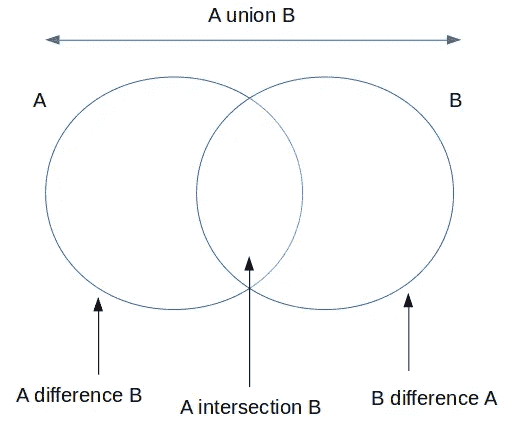 A union B
A
B
A difference B
A intersection B
B difference A